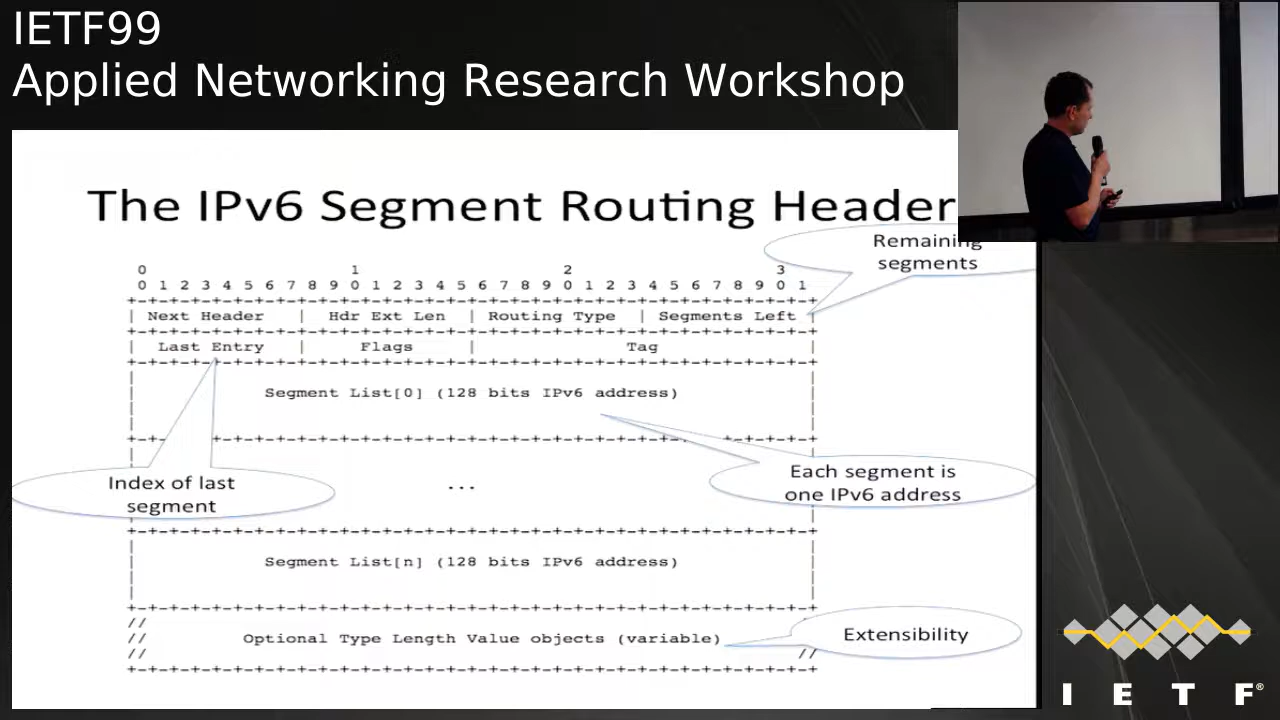 IETF99
Applied Networking Research Workshop
The IPv6 Segment Routing Header
Remaining
segments
0 1 2 3
0 1 2 3 4 5 6 7 8 9 0 1 2 3 4 5 6 7 8 9 0 1 2 3 4 5 6 7 8 9 0 1
| Next Header | Hdr Ext Len | Routing Type | Segments Left |
| Last Entry | Flags | Tag |
Segment List[0] (128 bits IPv6 address)
Each segment is
one IPv6 address
Index of last
segment
...
Segment List[n] (128 bits IPv6 address)
// Optional Type Length Value objects (variable) //
Extensibility
I E T F®